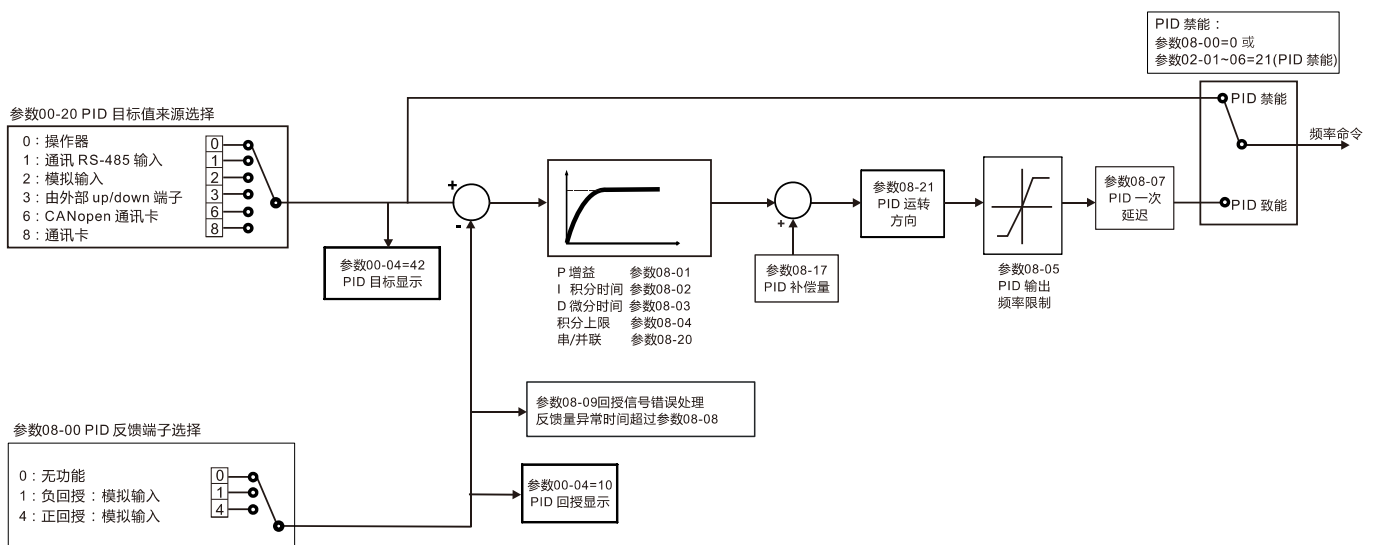 PID 禁能：
参数08-00=0 或
参数02-01~06=21(PID 禁能)
参数00-20 PID 目标值来源选择
0：操作器
1：通讯 RS-485 输入
2：模拟输入
3：由外部 up/down 端子
6：CANopen 通讯卡
8：通讯卡
0
1
2
3
6
8
参数00-04=42
PID 目标显示
+
-
P 增益 参数08-01
I 积分时间 参数08-02
D 微分时间 参数08-03
积分上限 参数08-04
串/并联 参数08-20
+
参数08-17
PID 补偿量
参数08-21
PID 运转
方向
参数08-05
PID 输出
频率限制
参数08-07
PID 一次
延迟
PID 禁能
PID 致能
频率命令
参数08-09回授信号错误处理
反馈量异常时间超过参数08-08
参数00-04=10
PID 回授显示
参数08-00 PID 反馈端子选择
0：无功能
1：负回授：模拟输入
4：正回授：模拟输入
0
1
4